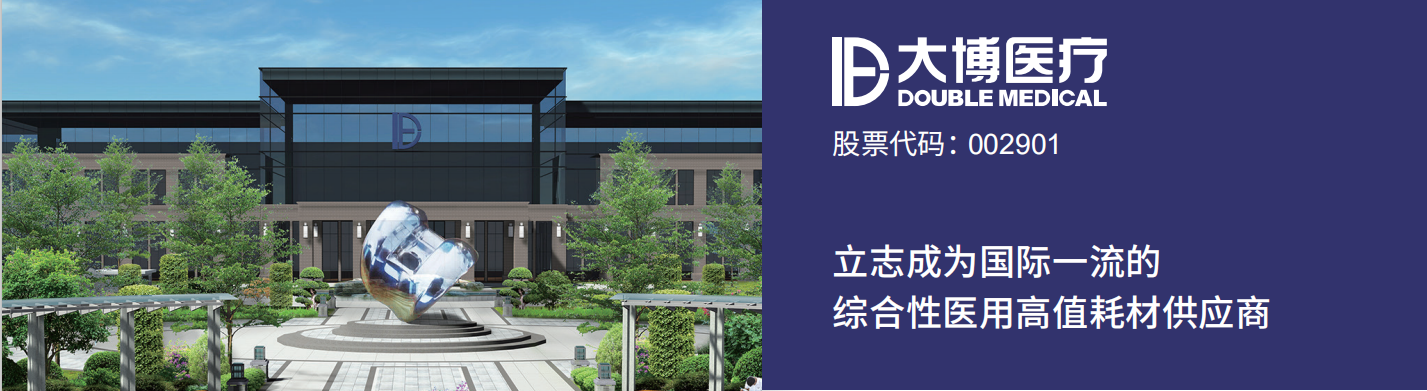 大博医疗
DOUBLE MEDICAL
股票代码：002901
立志成为国际一流的
综合性医用高值耗材供应商